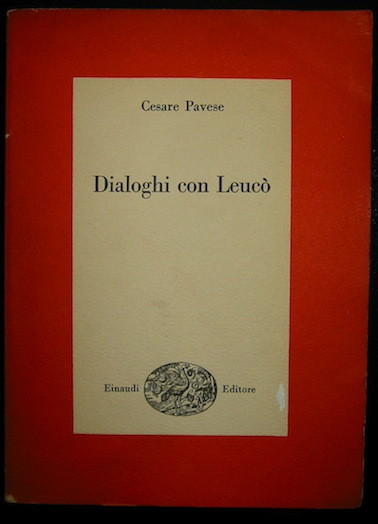 Cesare Pavese
Dialoghi con Leucò
Einaudi Editore